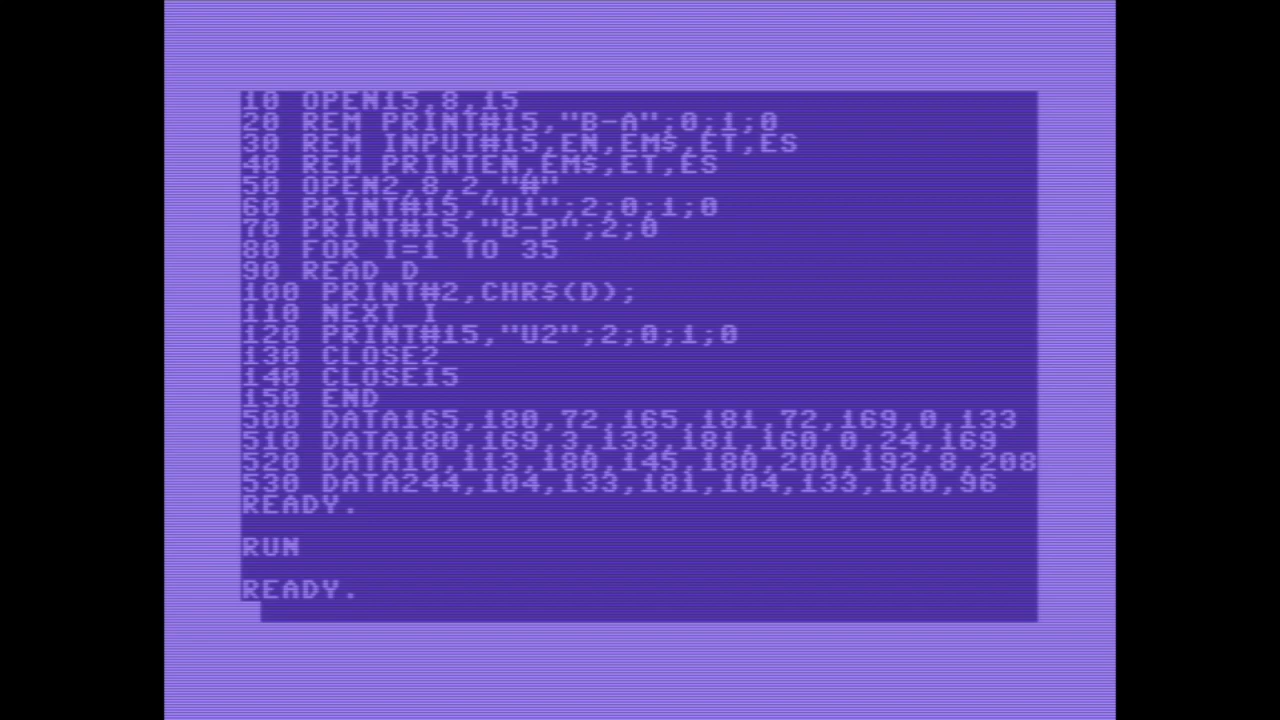 10 OPEN15,8,15
20 REM PRINT#15,"B-A";0;1;0
30 REM INPUT#15,EN,EM$,ET,ES
40 REM PRINTEN,EM$,ET,ES
50 OPEN2,8,2,"#"
60 PRINT#15,"U1";2;0;1;0
70 PRINT#15,"B-P";2;0
80 FOR I=1 TO 35
90 READ D
100 PRINT#2,CHR$(D);
110 NEXT I
120 PRINT#15,"U2";2;0;1;0
130 CLOSE2
140 CLOSE15
150 END
500 DATA165,180,72,165,181,72,169,0,133
510 DATA180,169,3,133,181,160,0,24,169
520 DATA10,113,180,145,180,200,192,8,208
530 DATA244,104,133,181,104,133,180,96
READY.
RUN
READY.